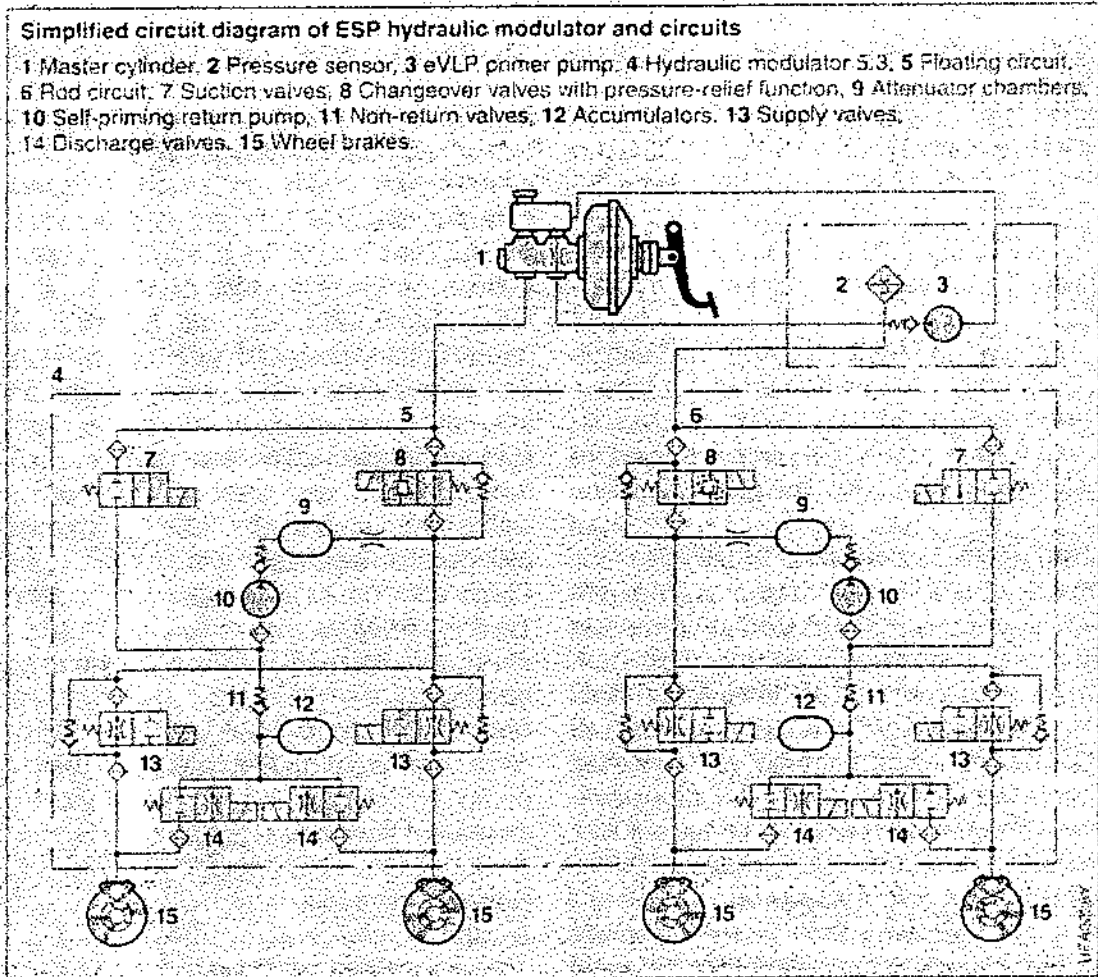 Simplified circuit diagram of ESP hydraulic modulator and circuits
1 Master cylinder, 2 Pressure sensor, 3 eVLP primer pump, 4 Hydraulic modulator 5.3, 5 Floating circuit,
6 Rod circuit, 7 Suction valves, 8 Changeover valves with pressure-relief function, 9 Attenuator chambers,
10 Self-priming return pump, 11 Non-return valves, 12 Accumulators, 13 Supply valves,
14 Discharge valves, 15 Wheel brakes.
1
2 3
4
5 6
7 8 8 7
9 9
10 10
11 12 12 11
13 13 13 13
14 14 14 14
15 15 15 15